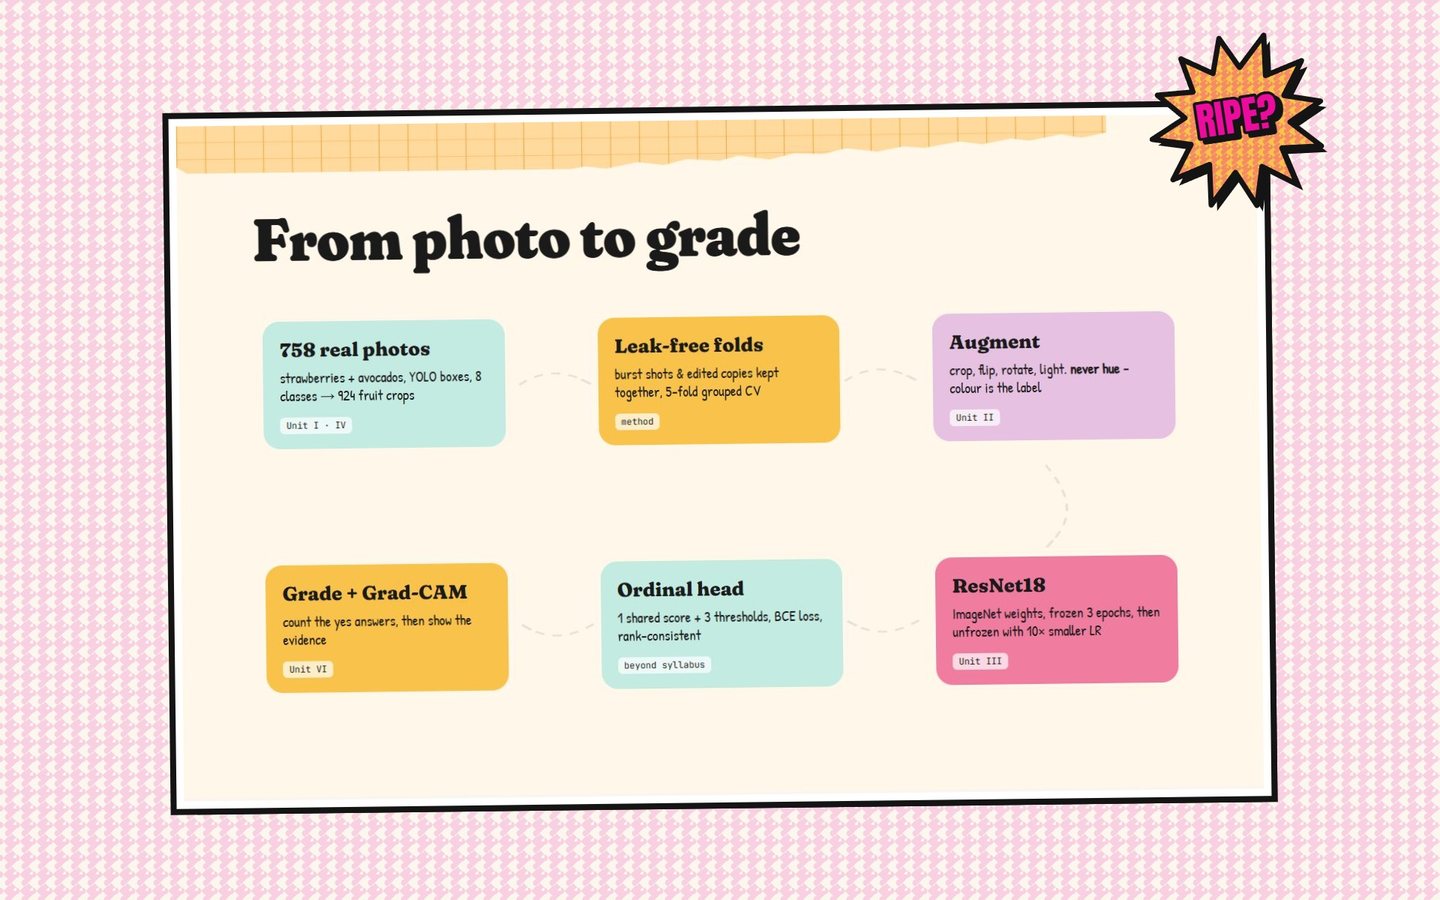 RIPE?
From photo to grade
758 real photos
strawberries + avocados, YOLO boxes, 8
classes → 924 fruit crops
Unit I · IV
Leak-free folds
burst shots & edited copies kept
together, 5-fold grouped CV
method
Augment
crop, flip, rotate, light. never hue –
colour is the label
Unit II
Grade + Grad-CAM
count the yes answers, then show the
evidence
Unit VI
Ordinal head
1 shared score + 3 thresholds, BCE loss,
rank-consistent
beyond syllabus
ResNet18
ImageNet weights, frozen 3 epochs, then
unfrozen with 10× smaller LR
Unit III